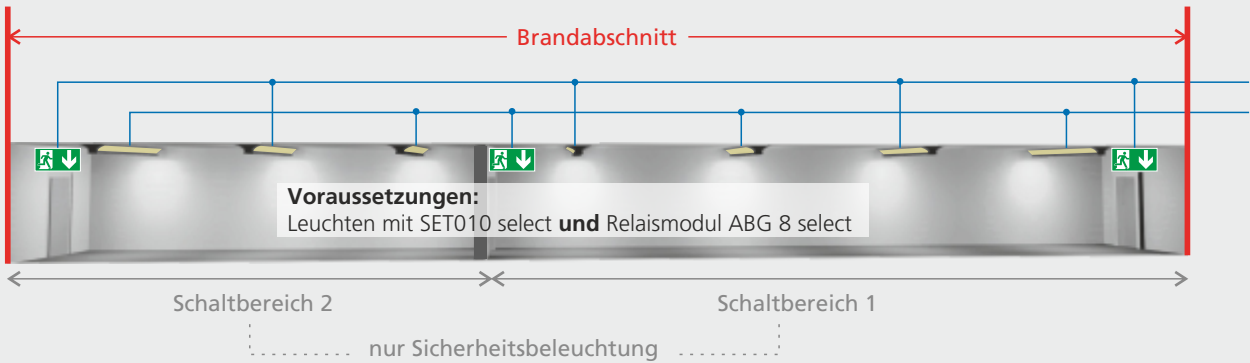 Brandabschnitt
Voraussetzungen:
Leuchten mit SET010 select und Relaismodul ABG 8 select
Schaltbereich 2
Schaltbereich 1
nur Sicherheitsbeleuchtung